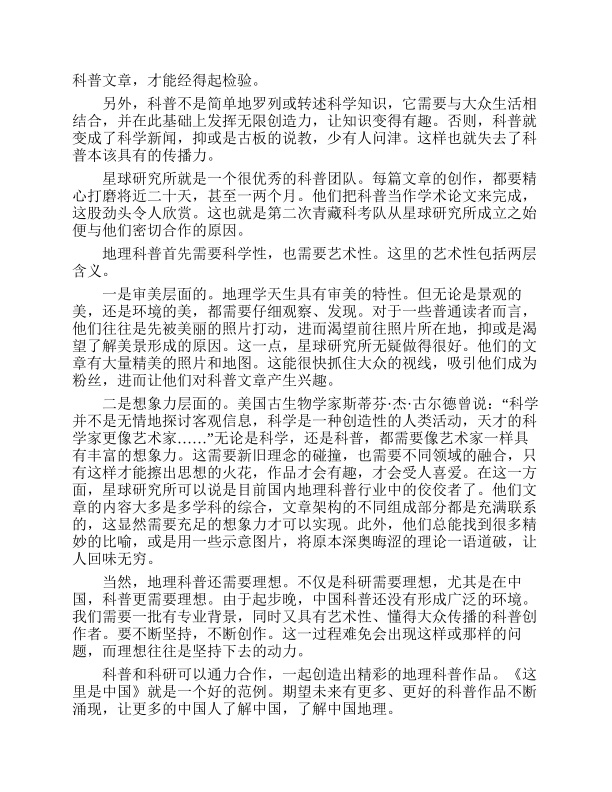 科普文章，才能经得起检验。
另外，科普不是简单地罗列或转述科学知识，它需要与大众生活相
结合，并在此基础上发挥无限创造力，让知识变得有趣。否则，科普就
变成了科学新闻，抑或是古板的说教，少有人问津。这样也就失去了科
普本该具有的传播力。
星球研究所就是一个很优秀的科普团队。每篇文章的创作，都要精
心打磨将近二十天，甚至一两个月。他们把科普当作学术论文来完成，
这股劲头令人欣赏。这也就是第二次青藏科考队从星球研究所成立之始
便与他们密切合作的原因。
地理科普首先需要科学性，也需要艺术性。这里的艺术性包括两层
含义。
一是审美层面的。地理学天生具有审美的特性。但无论是景观的
美，还是环境的美，都需要仔细观察、发现。对于一些普通读者而言，
他们往往是先被美丽的照片打动，进而渴望前往照片所在地，抑或是渴
望了解美景形成的原因。这一点，星球研究所无疑做得很好。他们的文
章有大量精美的照片和地图。这能很快抓住大众的视线，吸引他们成为
粉丝，进而让他们对科普文章产生兴趣。
二是想象力层面的。美国古生物学家斯蒂芬·杰·古尔德曾说：“科学
并不是无情地探讨客观信息，科学是一种创造性的人类活动，天才的科
学家更像艺术家……”无论是科学，还是科普，都需要像艺术家一样具
有丰富的想象力。这需要新旧理念的碰撞，也需要不同领域的融合，只
有这样才能擦出思想的火花，作品才会有趣，才会受人喜爱。在这一方
面，星球研究所可以说是目前国内地理科普行业中的佼佼者了。他们文
章的内容大多是多学科的综合，文章架构的不同组成部分都是充满联系
的，这显然需要充足的想象力才可以实现。此外，他们总能找到很多精
妙的比喻，或是用一些示意图片，将原本深奥晦涩的理论一语道破，让
人回味无穷。
当然，地理科普还需要理想。不仅是科研需要理想，尤其是在中
国，科普更需要理想。由于起步晚，中国科普还没有形成广泛的环境。
我们需要一批有专业背景，同时又具有艺术性、懂得大众传播的科普创
作者。要不断坚持，不断创作。这一过程难免会出现这样或那样的问
题，而理想往往是坚持下去的动力。
科普和科研可以通力合作，一起创造出精彩的地理科普作品。《这
里是中国》就是一个好的范例。期望未来有更多、更好的科普作品不断
涌现，让更多的中国人了解中国，了解中国地理。